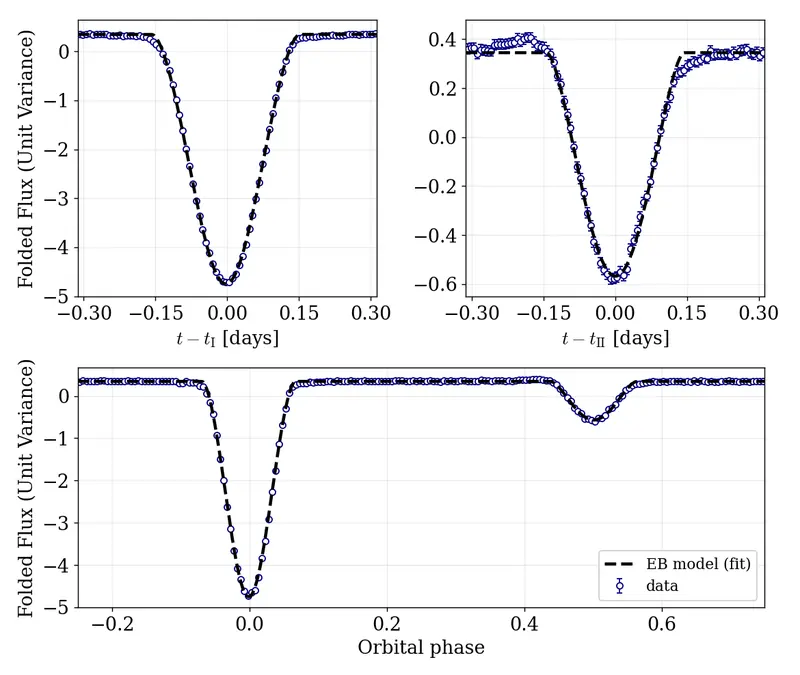 Folded Flux (Unit Variance)
0
−1
−2
−3
−4
−5
−0.30 −0.15 0.00 0.15 0.30
t − tI [days]
0.4
0.2
0.0
−0.2
−0.4
−0.6
−0.30 −0.15 0.00 0.15 0.30
t − tII [days]
Folded Flux (Unit Variance)
0
−1
−2
−3
−4
−5
−0.2 0.0 0.2 0.4 0.6
Orbital phase
EB model (fit)
data